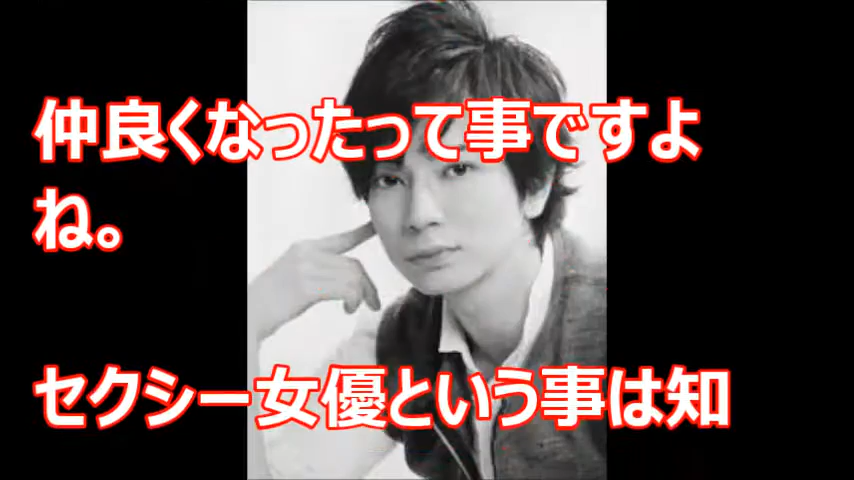 仲良くなったって事ですよ
ね。
セクシー女優という事は知